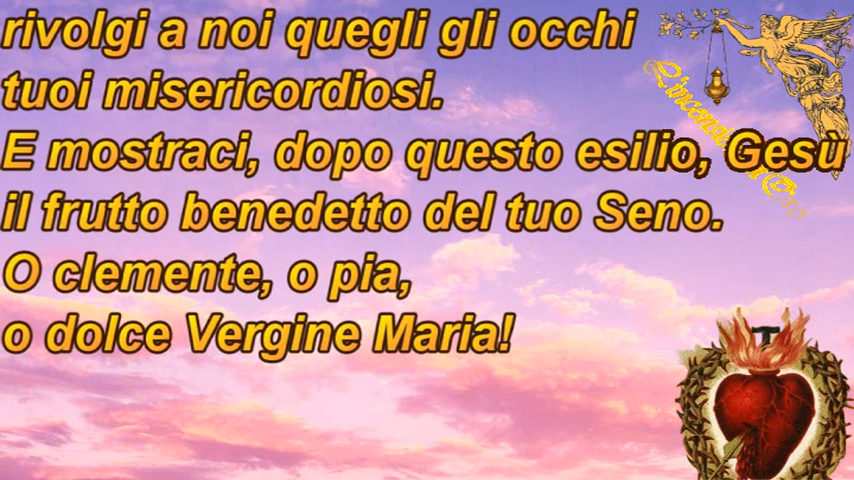 rivolgi a noi quegli gli occhi
tuoi misericordiosi.
E mostraci, dopo questo esilio, Gesù
il frutto benedetto del tuo Seno.
O clemente, o pia,
o dolce Vergine Maria!